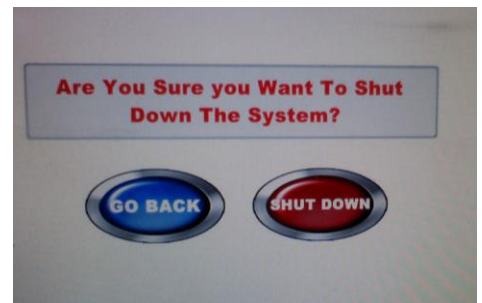 Are You Sure you Want To Shut
Down The System?
GO BACK
SHUT DOWN